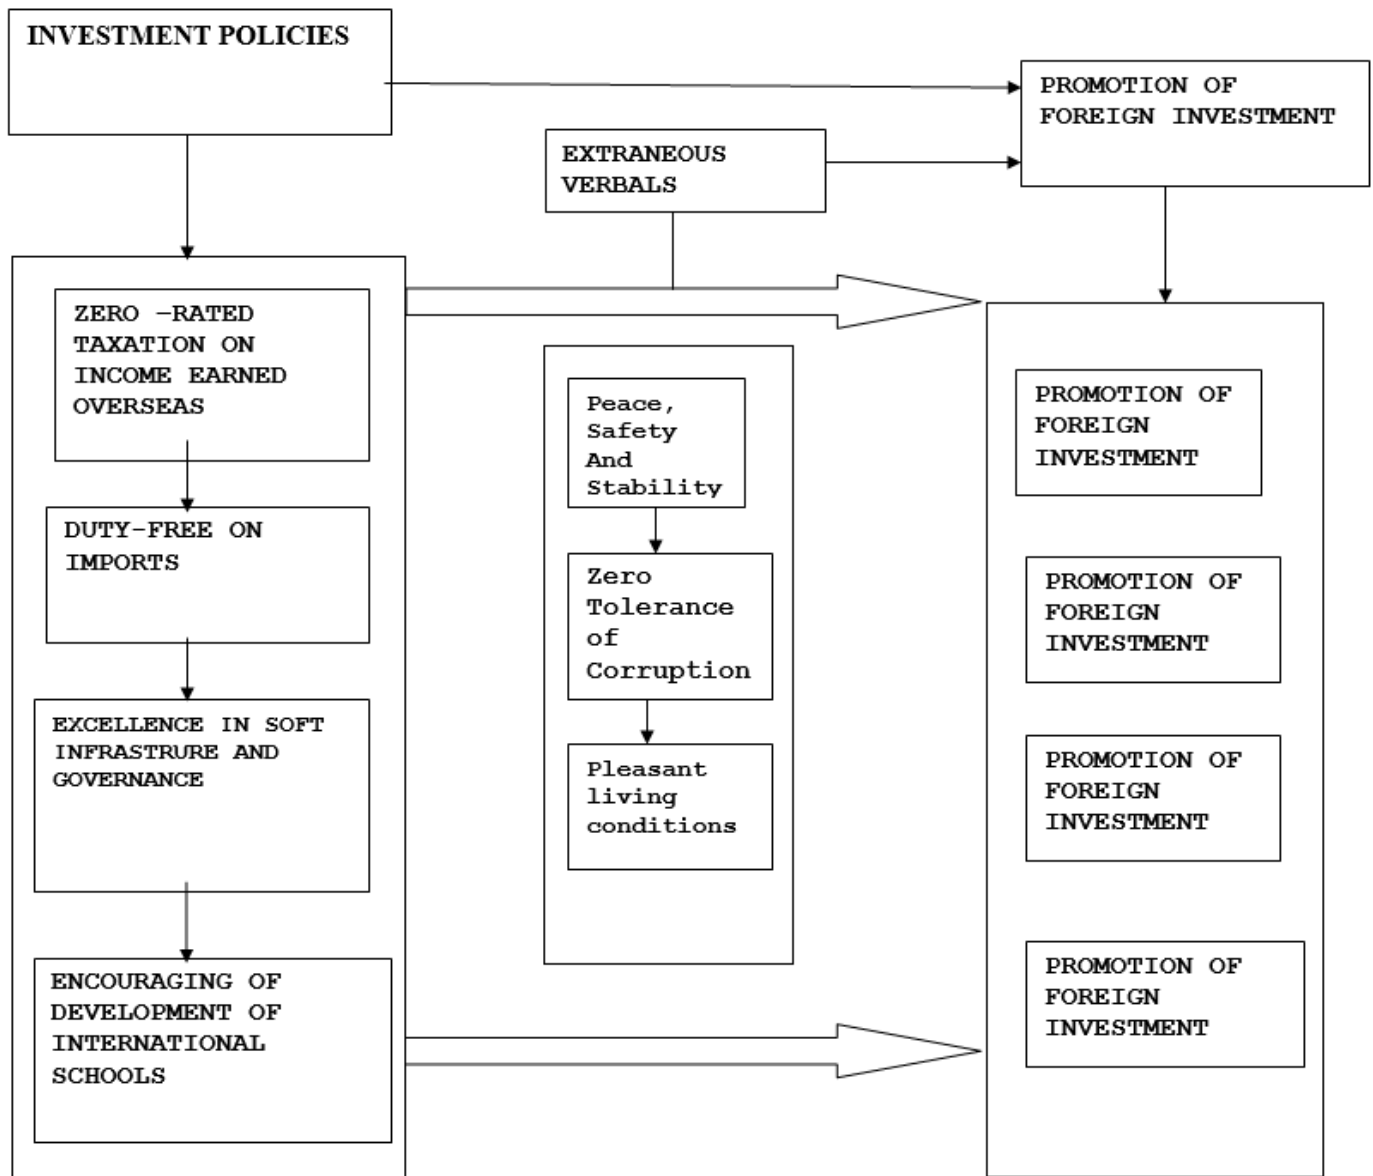 INVESTMENT POLICIES
PROMOTION OF
FOREIGN INVESTMENT
EXTRANEOUS
VERBALS
ZERO –RATED
TAXATION ON
INCOME EARNED
OVERSEAS
DUTY-FREE ON
IMPORTS
EXCELLENCE IN SOFT
INFRASTRURE AND
GOVERNANCE
ENCOURAGING OF
DEVELOPMENT OF
INTERNATIONAL
SCHOOLS
Peace,
Safety
And
Stability
Zero
Tolerance
of
Corruption
Pleasant
living
conditions
PROMOTION OF
FOREIGN
INVESTMENT
PROMOTION OF
FOREIGN
INVESTMENT
PROMOTION OF
FOREIGN
INVESTMENT
PROMOTION OF
FOREIGN
INVESTMENT